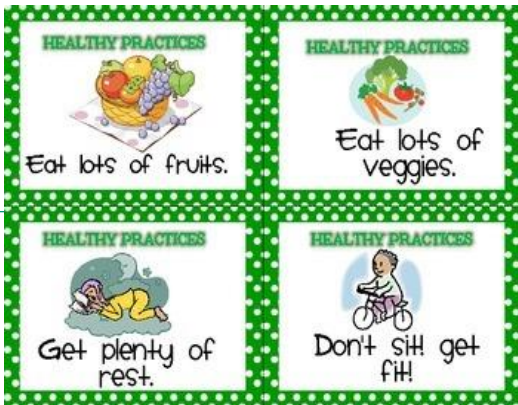 HEALTHY PRACTICES
Eat lots of fruits.
HEALTHY PRACTICES
Eat lots of
veggies.
HEALTHY PRACTICES
Get plenty of
rest.
HEALTHY PRACTICES
Don't sit! get
fit!